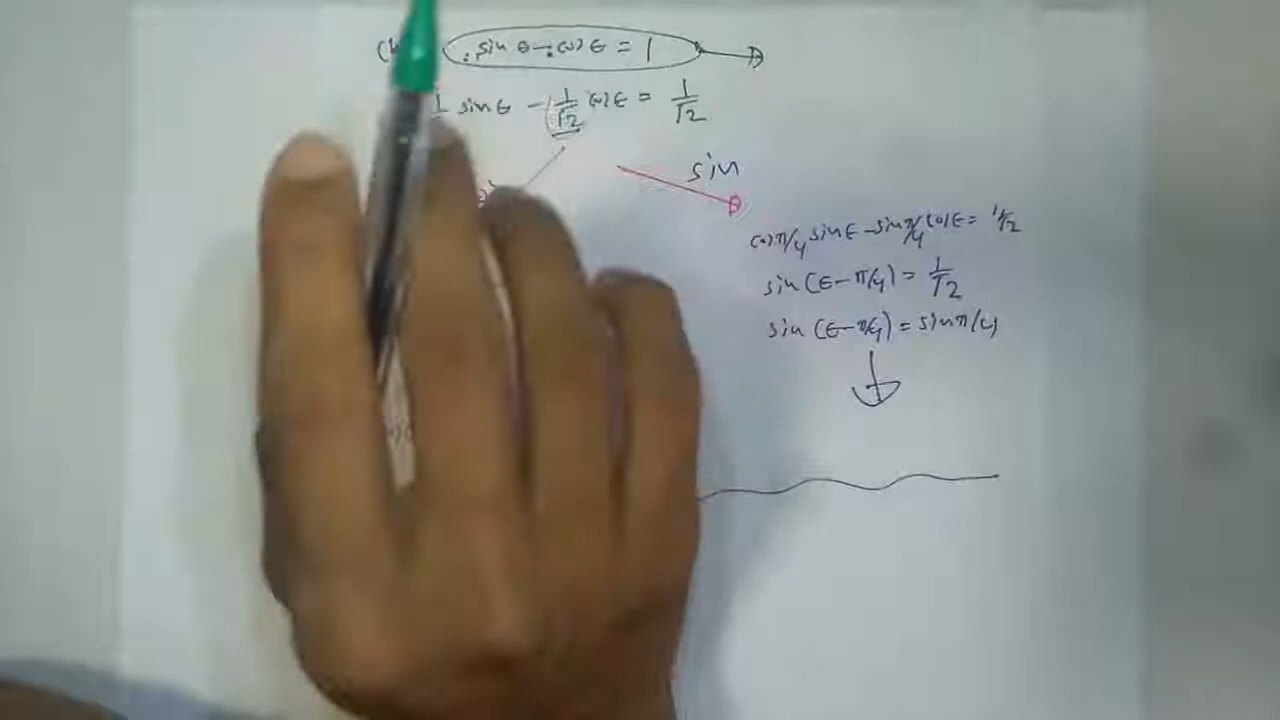 sin θ - cos θ = 1
1 sin θ - 1/√2 cos θ = 1/√2
sin
cos π/4 sin θ - sin π/4 cos θ = 1/√2
sin (θ - π/4) = 1/√2
sin (θ - π/4) = sin π/4